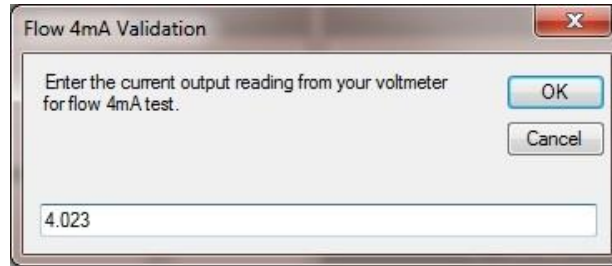 Flow 4mA Validation
Enter the current output reading from your voltmeter
for flow 4mA test.
OK
Cancel
4.023